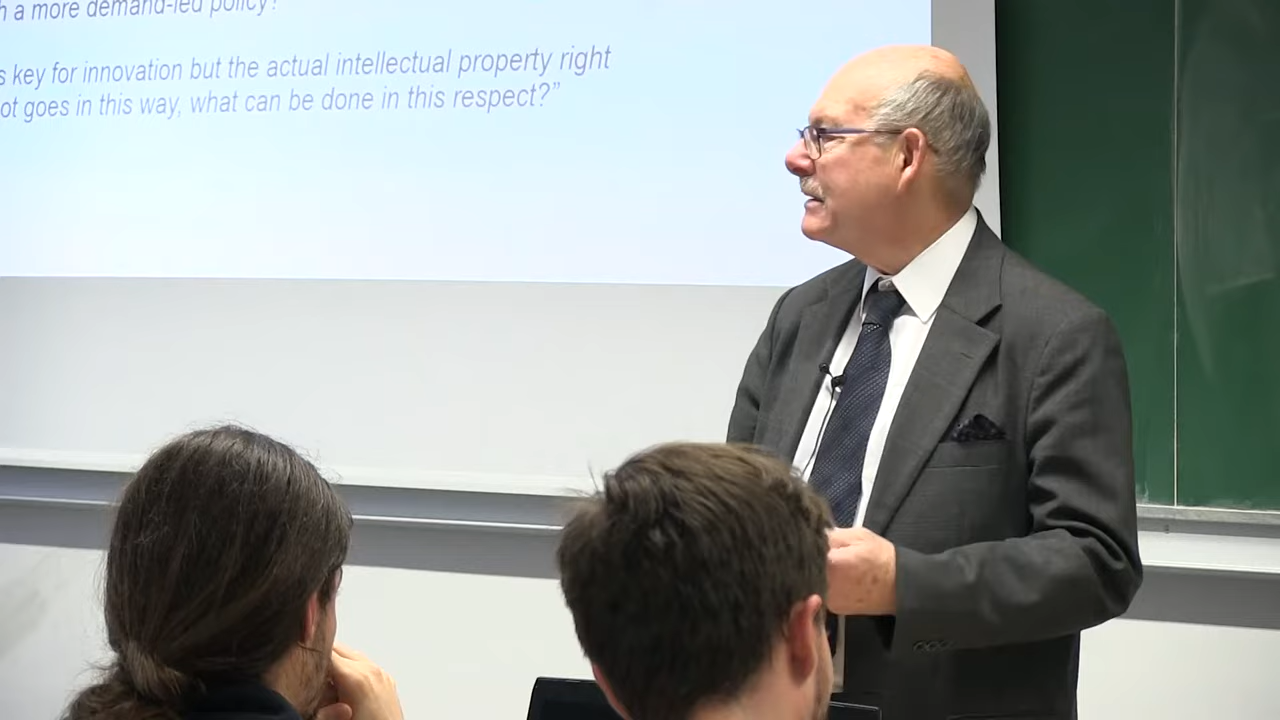 h a more demand-led policy?
s key for innovation but the actual intellectual property right
ot goes in this way, what can be done in this respect?”